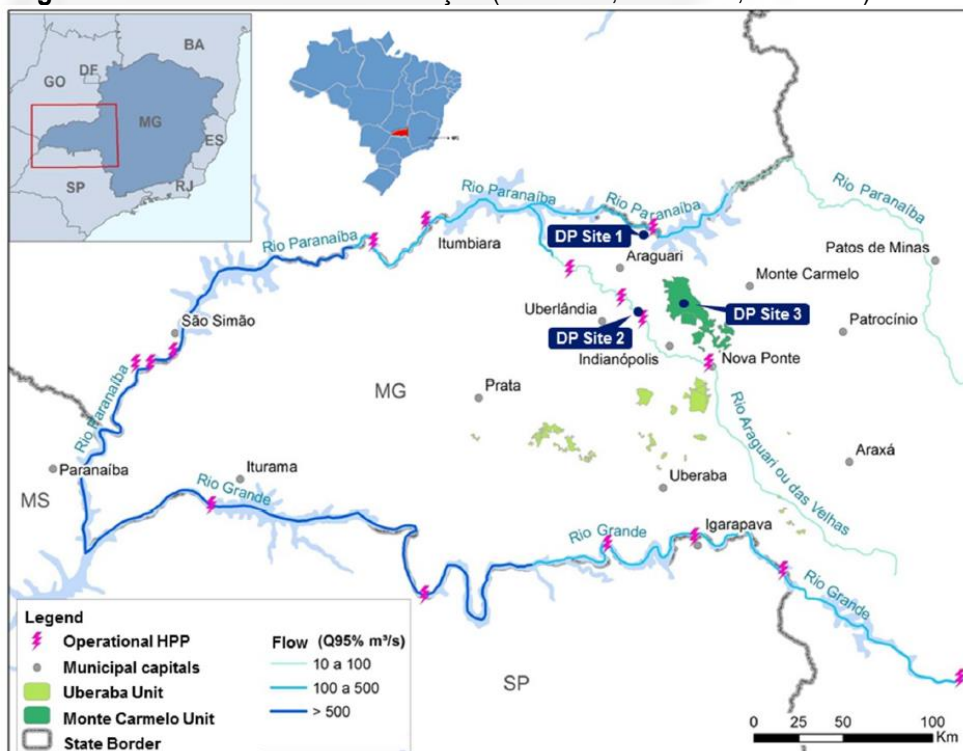 BA
DF
GO
MG
ES
SP
RJ
Rio Paranaíba
Rio Paranaíba
Rio Paranaíba
Rio Paranaíba
DP Site 1
Itumbiara
Araguari
Patos de Minas
Monte Carmelo
São Simão
Uberlândia
DP Site 3
Patrocínio
DP Site 2
Indianópolis
Nova Ponte
MG
Prata
Rio Paranaíba
Rio Araguari ou das Velhas
Araxá
Paranaíba
Iturama
Uberaba
MS
Rio Grande
Rio Grande
Igarapava
Rio Grande
Legend
Operational HPP
Municipal capitals
Uberaba Unit
Monte Carmelo Unit
State Border
Flow (Q95% m³/s)
10 a 100
100 a 500
> 500
SP
0 25 50 100
Km